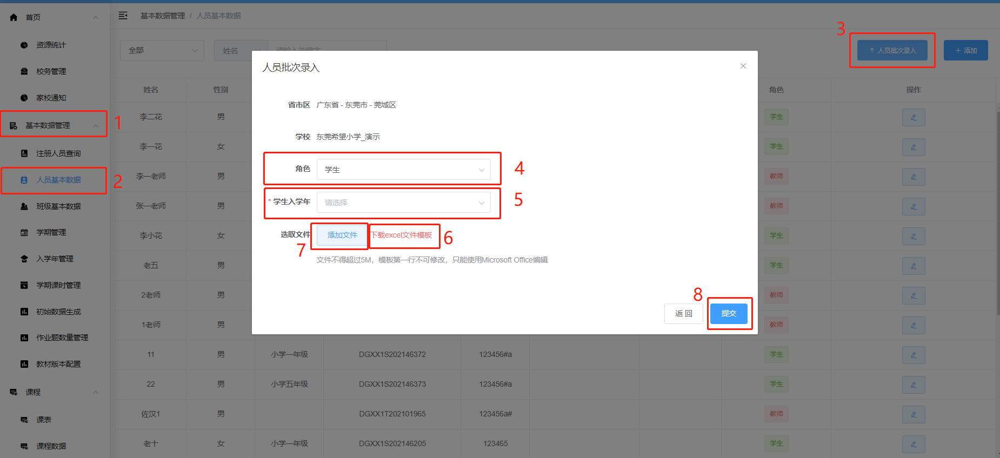 首页
资源统计
校务管理
家校通知
基本数据管理
1
注册人员查询
人员基本数据
2
班级基本数据
学期管理
入学年管理
学期课时管理
初始数据生成
作业题数量管理
教材版本配置
课程
课表
课程数据
基本数据管理 / 人员基本数据
全部
姓名
请输入关键字
3
人员批次录入
添加
姓名 性别 角色 操作
李二花 男 学生
李一花 女 学生
李一老师 男 教师
张一老师 男 教师
李小花 女 学生
老五 男 学生
2老师 男 教师
1老师 男 教师
11 男 小学一年级 DGXX1S202146372 123456#a 学生
22 男 小学五年级 DGXX1S202146373 123456#a 学生
佐汉1 男 DGXX1T202101965 123456a# 教师
老十 女 小学一年级 DGXX1S202146205 123465 学生
人员批次录入
省市区 广东省 - 东莞市 - 莞城区
学校 东莞希望小学_演示
角色 学生
4
* 学生入学年 请选择
5
选取文件 添加文件 下载excel文件模板
6
7
文件不得超过5M，模板第一行不可修改，只能使用Microsoft Office编辑
8
返 回
提交